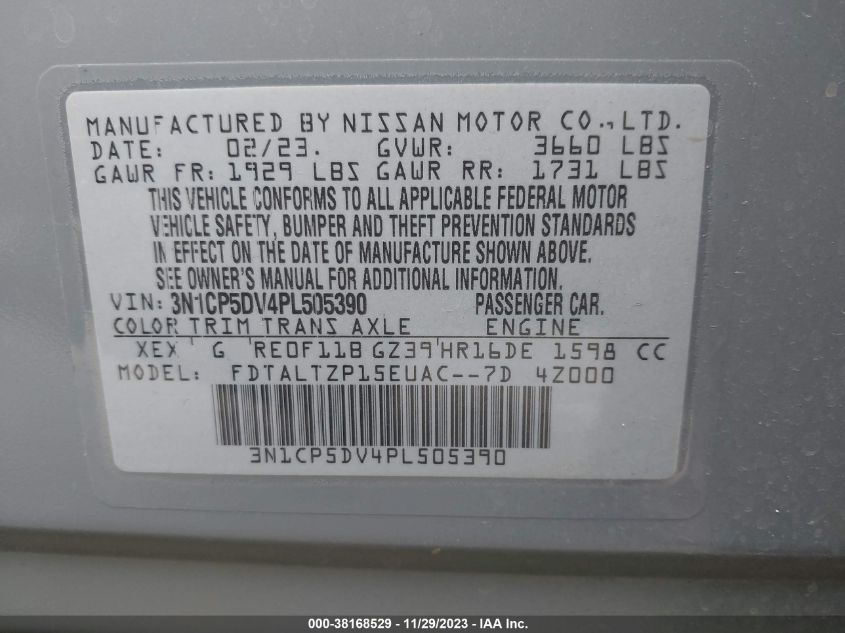 MANUFACTURED BY NISSAN MOTOR CO., LTD.
DATE: 02/23. GVWR: 3660 LBS
GAWR FR: 1929 LBS GAWR RR: 1731 LBS
THIS VEHICLE CONFORMS TO ALL APPLICABLE FEDERAL MOTOR
VEHICLE SAFETY, BUMPER AND THEFT PREVENTION STANDARDS
IN EFFECT ON THE DATE OF MANUFACTURE SHOWN ABOVE.
SEE OWNER'S MANUAL FOR ADDITIONAL INFORMATION.
VIN: 3N1CP5DV4PL505390 PASSENGER CAR.
COLOR TRIM TRANS AXLE ENGINE
XEX G RE0F11B GZ39 HR16DE 1598 CC
MODEL: FDTALTZP15EUAC--7D 4Z000
3N1CP5DV4PL505390
000-38168529 - 11/29/2023 - IAA Inc.